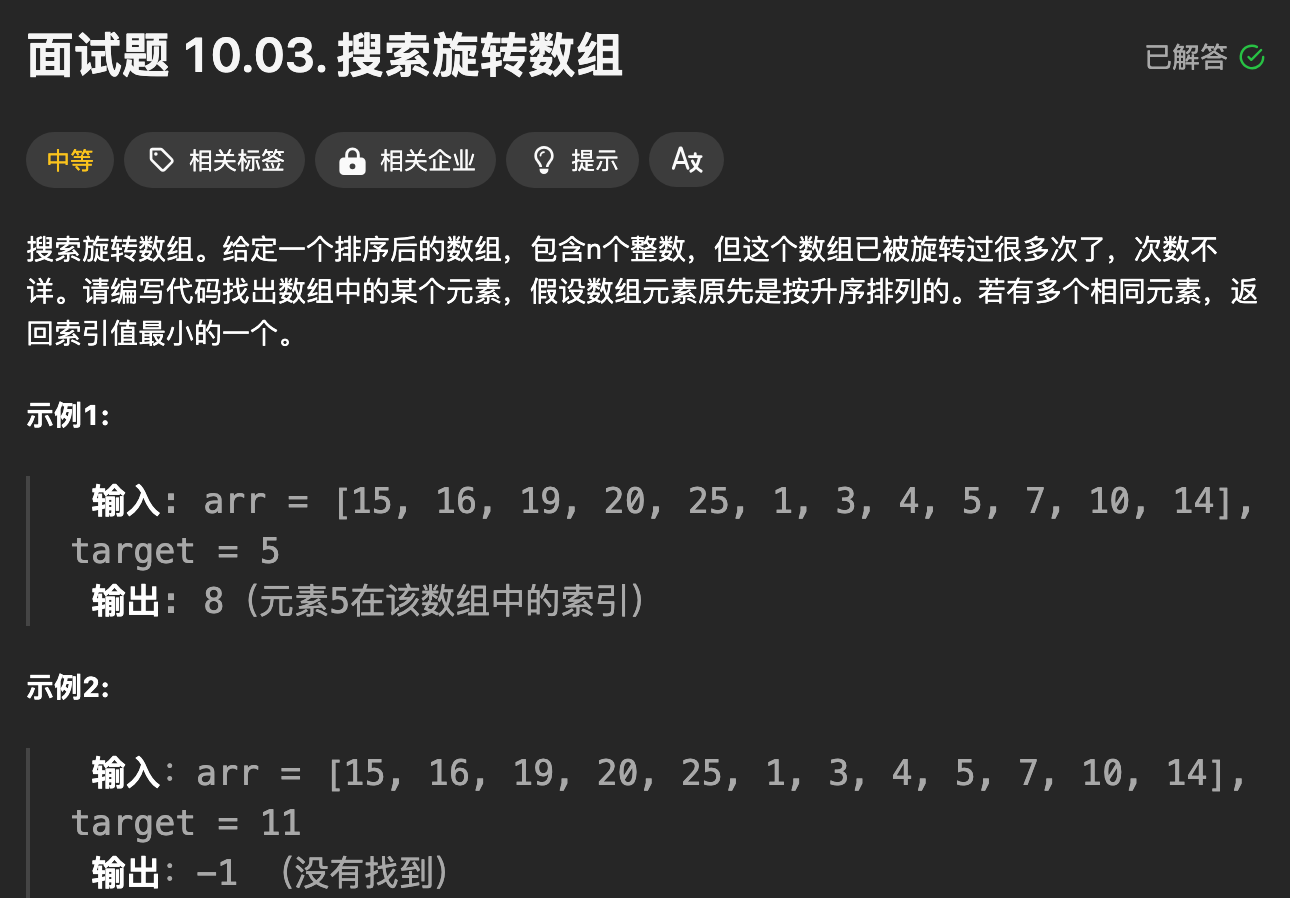 面试题 10.03. 搜索旋转数组
已解答
中等
相关标签
相关企业
提示
A文
搜索旋转数组。给定一个排序后的数组，包含n个整数，但这个数组已被旋转过很多次了，次数不
详。请编写代码找出数组中的某个元素，假设数组元素原先是按升序排列的。若有多个相同元素，返
回索引值最小的一个。
示例1:
输入: arr = [15, 16, 19, 20, 25, 1, 3, 4, 5, 7, 10, 14],
target = 5
输出: 8（元素5在该数组中的索引）
示例2:
输入：arr = [15, 16, 19, 20, 25, 1, 3, 4, 5, 7, 10, 14],
target = 11
输出：-1 （没有找到）